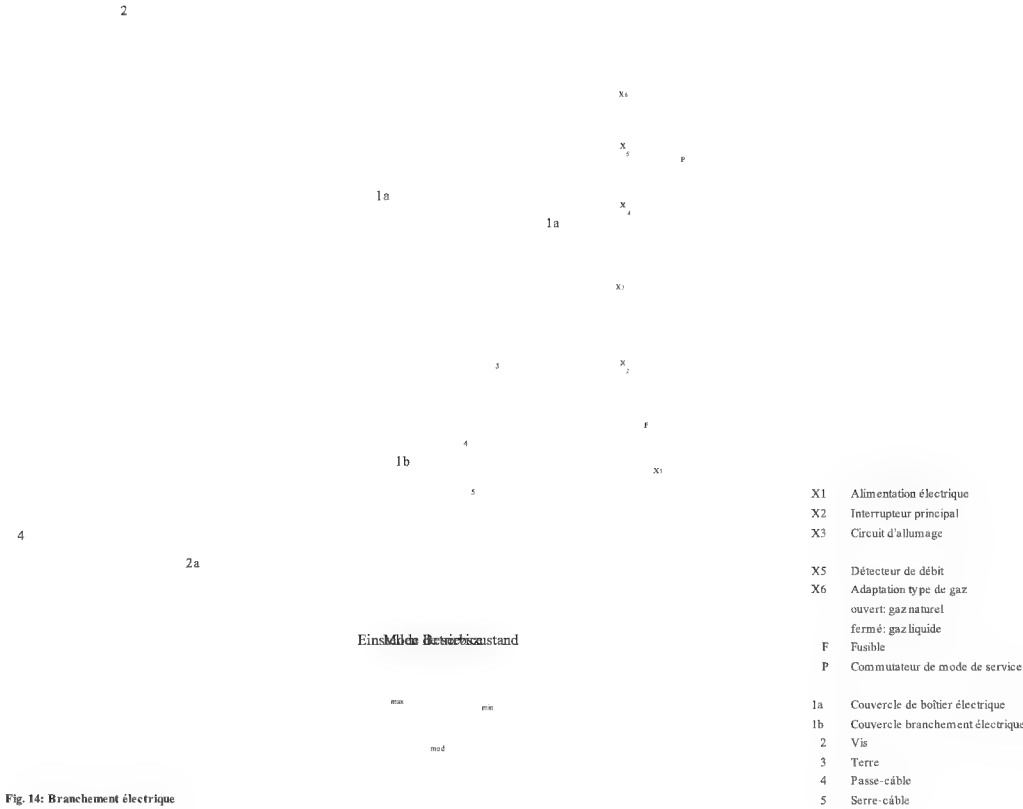 2
X6
X5
P
1a
X4
1a
X3
3
X2
F
4
1b
X1
5
4
2a
max
min
mod
X1 Alimentation électrique
X2 Interrupteur principal
X3 Circuit d'allumage
X5 Détecteur de débit
X6 Adaptation type de gaz
ouvert: gaz naturel
fermé: gaz liquide
F Fusible
P Commutateur de mode de service
1a Couvercle de boîtier électrique
1b Couvercle branchement électrique
2 Vis
3 Terre
4 Passe-câble
5 Serre-câble
Fig. 14: Branchement électrique